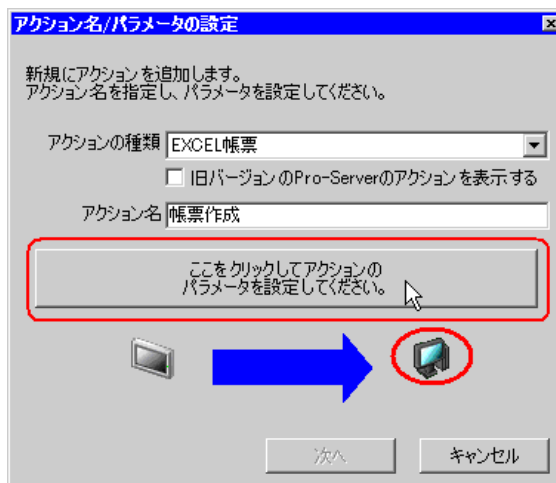 アクション名/パラメータの設定
新規にアクションを追加します。
アクション名を指定し、パラメータを設定してください。
アクションの種類 EXCEL帳票
旧バージョンのPro-Serverのアクションを表示する
アクション名 帳票作成
ここをクリックしてアクションの
パラメータを設定してください。
次へ キャンセル